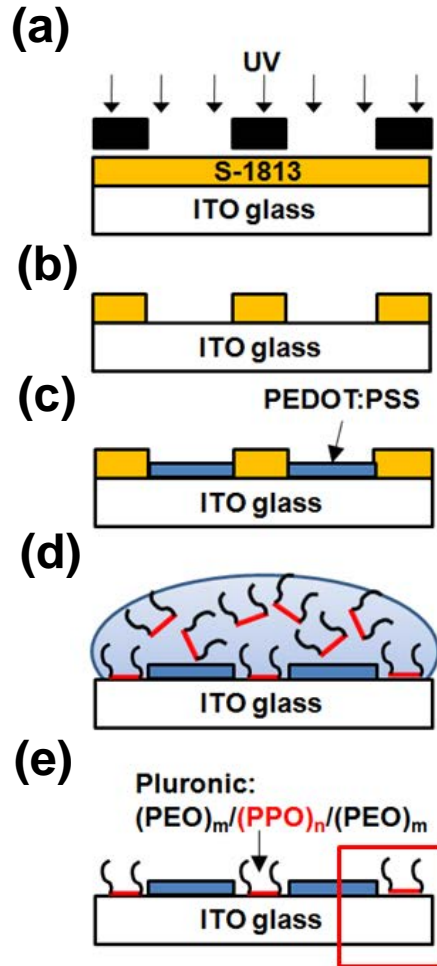 (a)
UV
S-1813
ITO glass
(b)
ITO glass
(c)
PEDOT:PSS
ITO glass
(d)
ITO glass
(e)
Pluronic:
(PEO)m/(PPO)n/(PEO)m
ITO glass